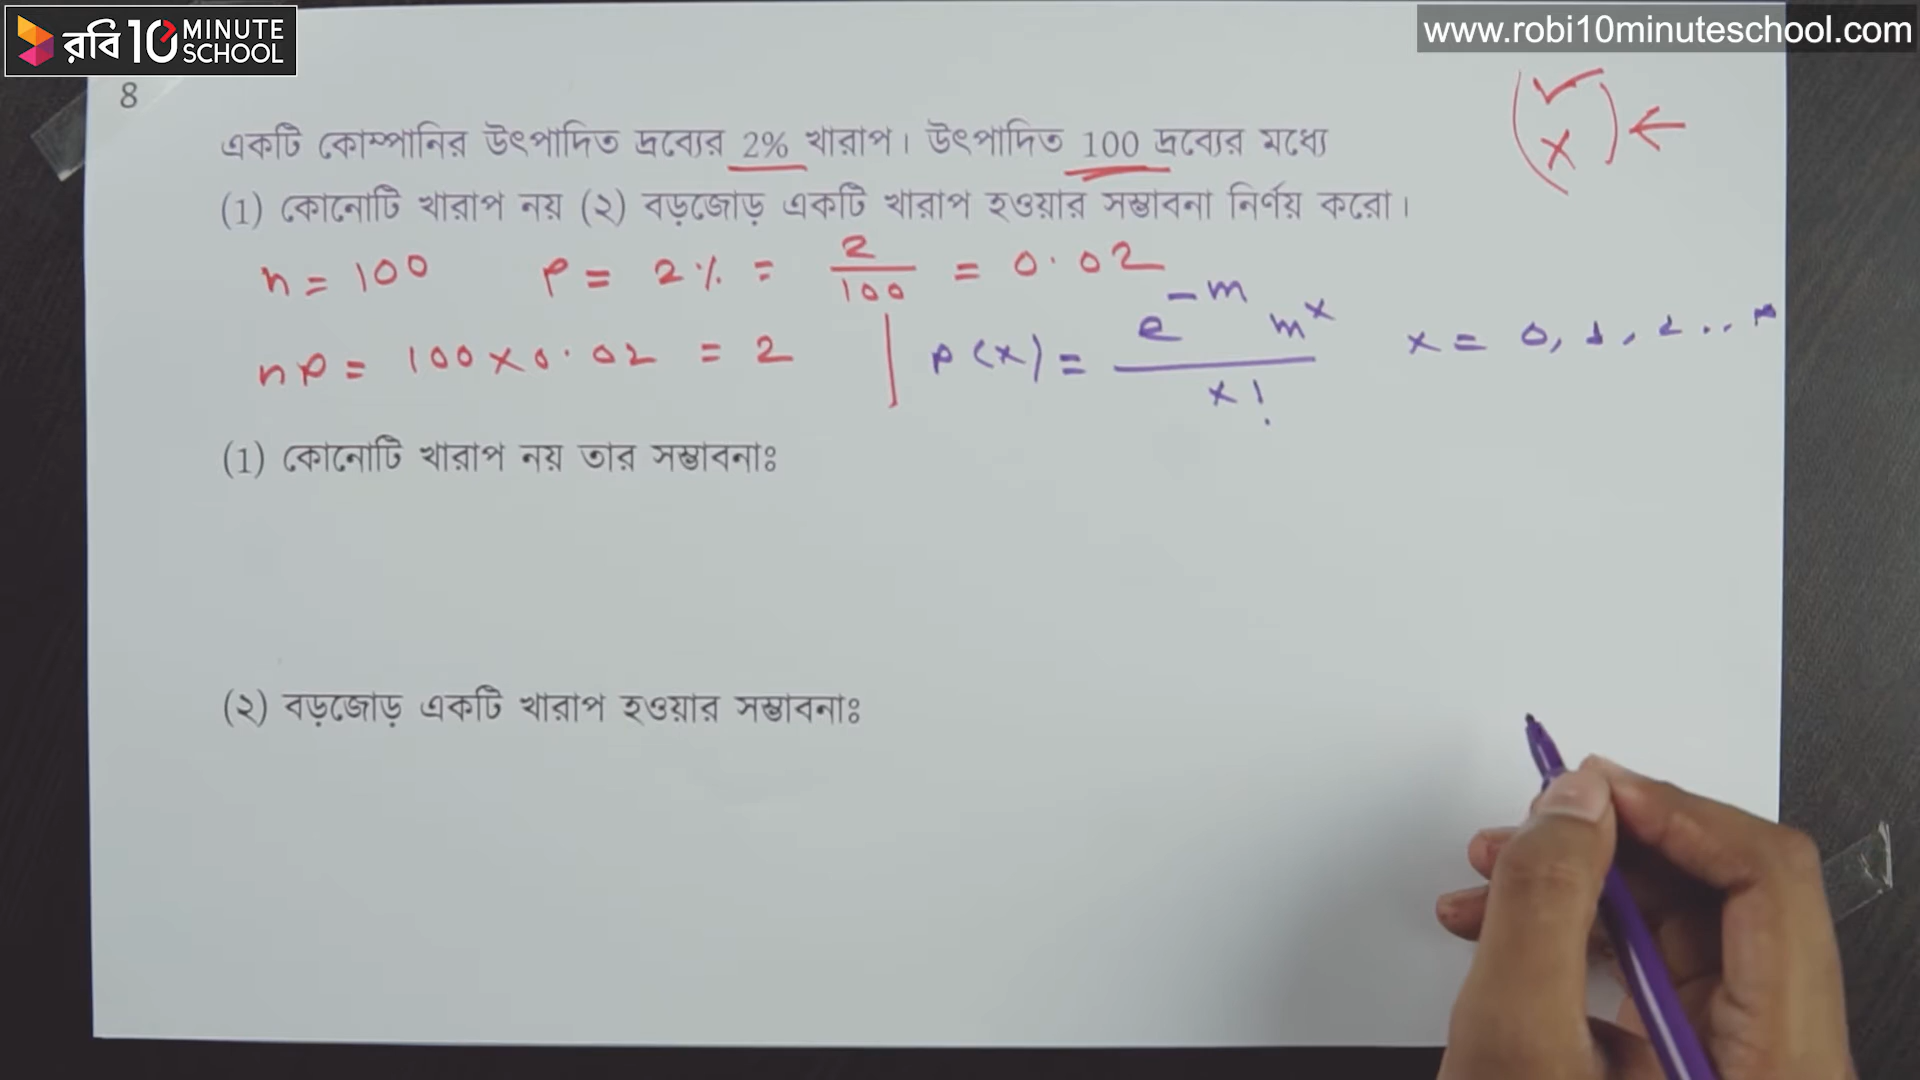 রবি 10 MINUTE SCHOOL
www.robi10minuteschool.com
8
একটি কোম্পানির উৎপাদিত দ্রব্যের 2% খারাপ। উৎপাদিত 100 দ্রব্যের মধ্যে
(1) কোনোটি খারাপ নয় (২) বড়জোড় একটি খারাপ হওয়ার সম্ভাবনা নির্ণয় করো।
✓
x
←
n = 100 P = 2% = 2/100 = 0.02
np = 100 x 0.02 = 2 | P(x) = e^-m m^x / x! x = 0, 1, 2 ..
(1) কোনোটি খারাপ নয় তার সম্ভাবনাঃ
(২) বড়জোড় একটি খারাপ হওয়ার সম্ভাবনাঃ